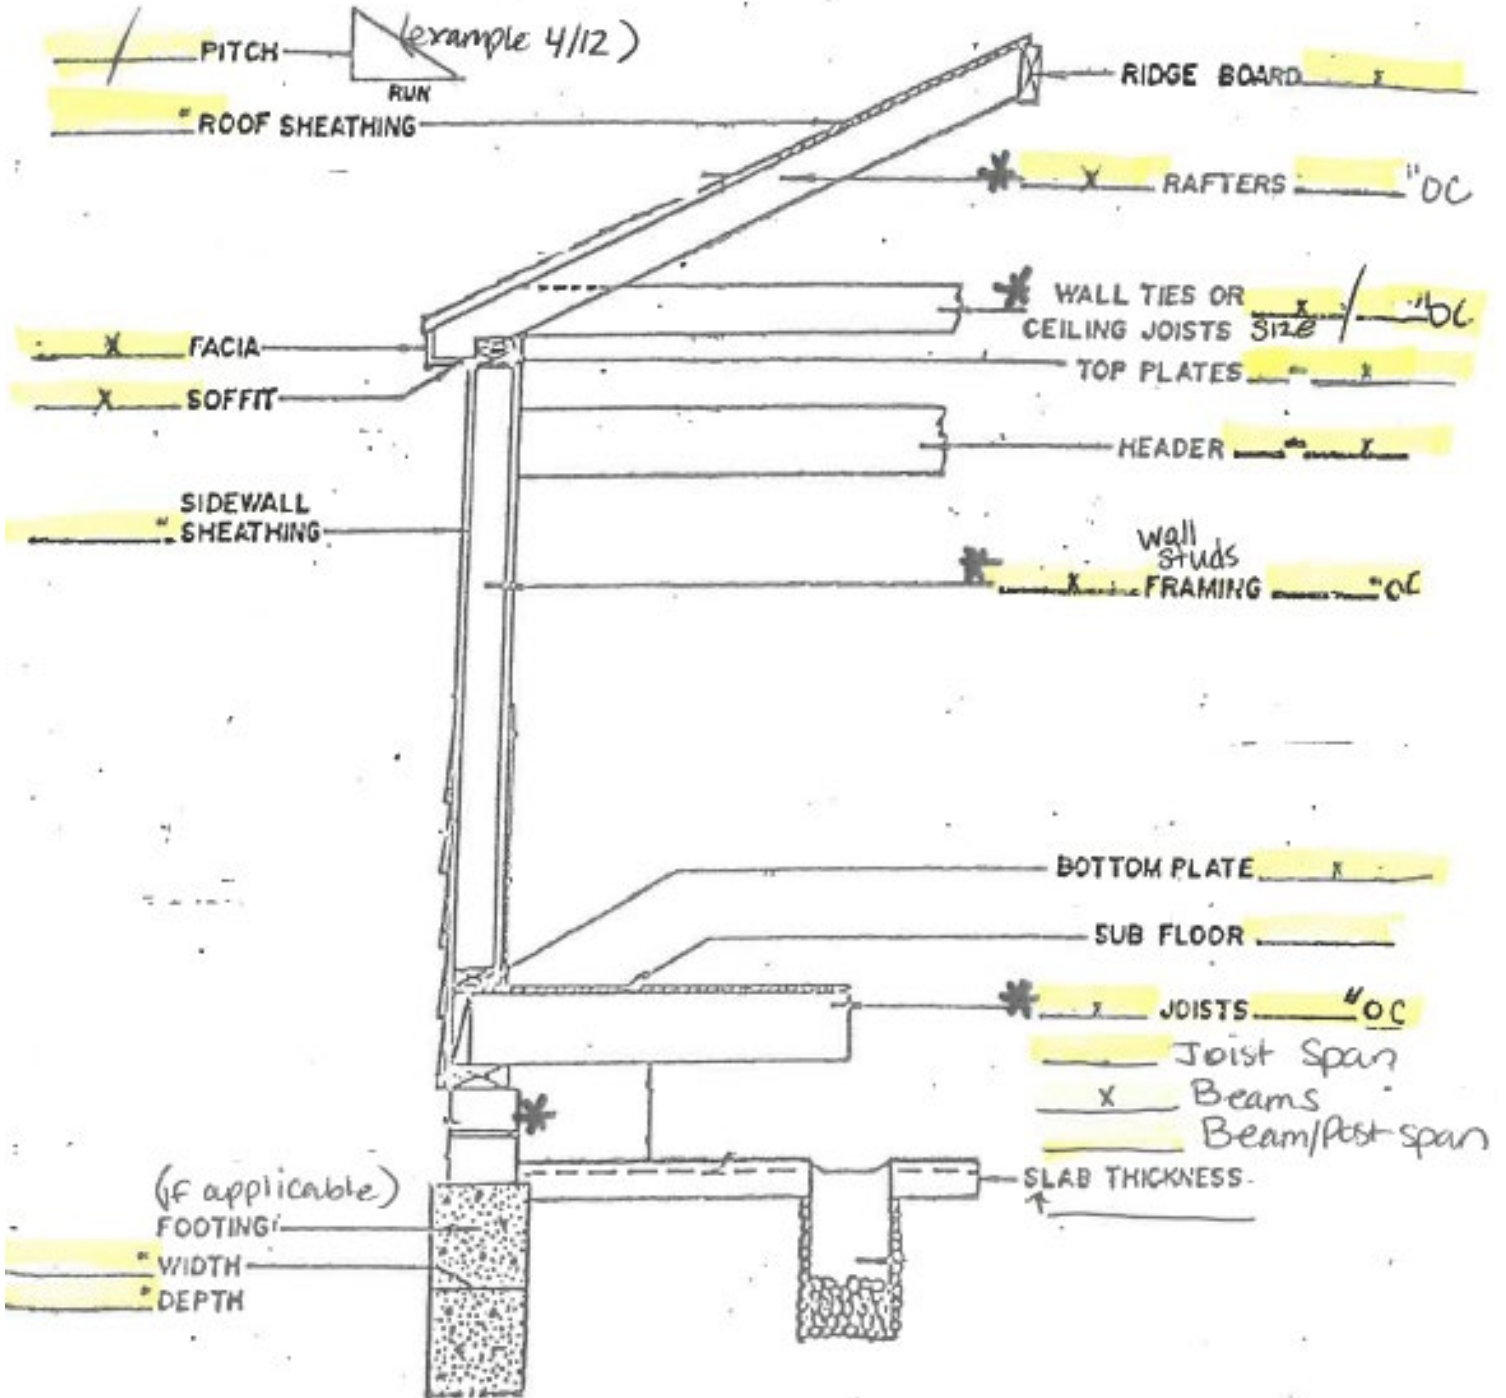 / PITCH (example 4/12)
RUN
" ROOF SHEATHING
RIDGE BOARD x
X RAFTERS "OC
WALL TIES OR
CEILING JOISTS x SIZE / "OC
X FACIA
TOP PLATES - x
X SOFFIT
HEADER - x
SIDEWALL
" SHEATHING
Wall
Studs
x FRAMING "OC
BOTTOM PLATE x
SUB FLOOR
x JOISTS "OC
Joist Span
x Beams
Beam/Post span
SLAB THICKNESS
(if applicable)
FOOTING
" WIDTH
" DEPTH